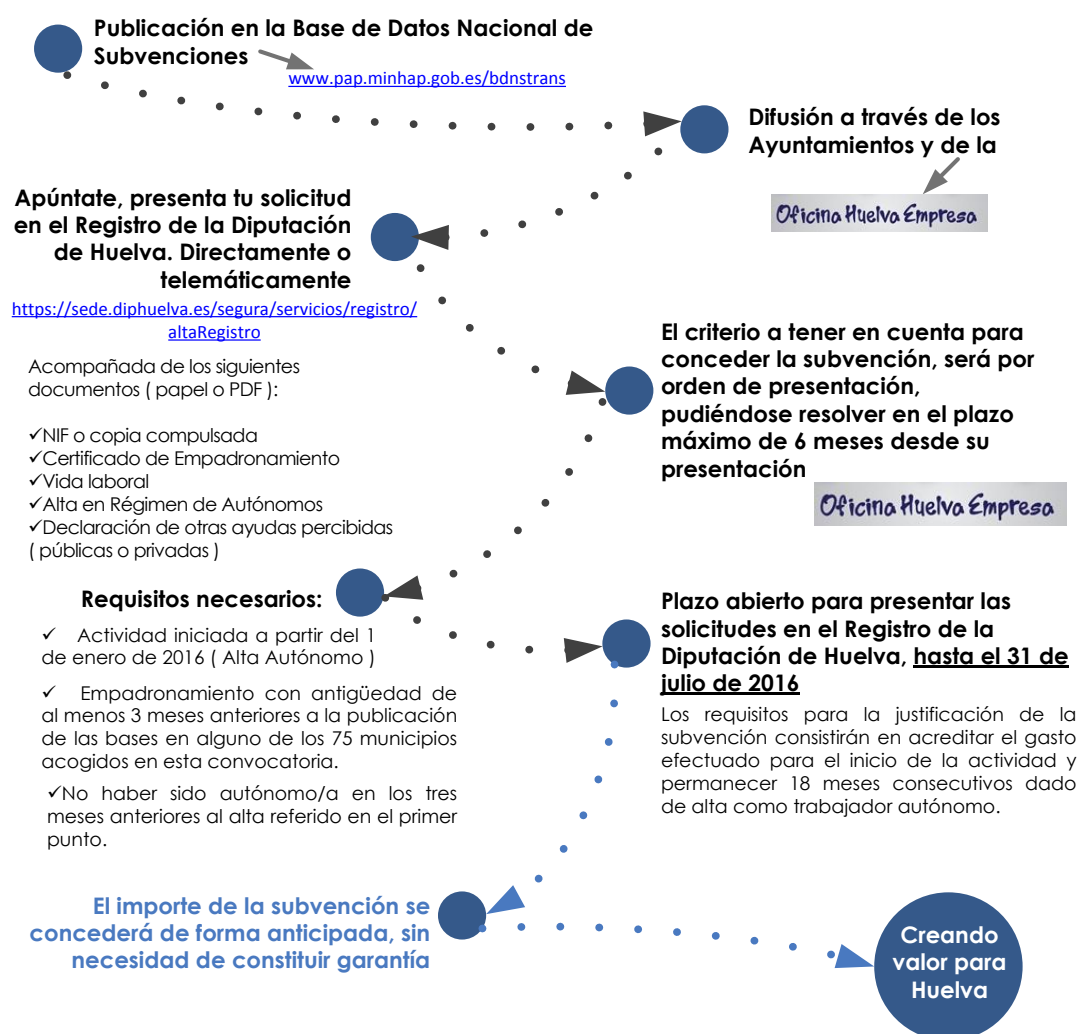 Publicación en la Base de Datos Nacional de
Subvenciones
www.pap.minhap.gob.es/bdnstrans
Difusión a través de los
Ayuntamientos y de la
Oficina Huelva Empresa
Apúntate, presenta tu solicitud
en el Registro de la Diputación
de Huelva. Directamente o
telemáticamente
https://sede.diphuelva.es/segura/servicios/registro/
altaRegistro
Acompañada de los siguientes
documentos ( papel o PDF ):
✓NIF o copia compulsada
✓Certificado de Empadronamiento
✓Vida laboral
✓Alta en Régimen de Autónomos
✓Declaración de otras ayudas percibidas
( públicas o privadas )
El criterio a tener en cuenta para
conceder la subvención, será por
orden de presentación,
pudiéndose resolver en el plazo
máximo de 6 meses desde su
presentación
Oficina Huelva Empresa
Requisitos necesarios:
✓ Actividad iniciada a partir del 1
de enero de 2016 ( Alta Autónomo )
✓ Empadronamiento con antigüedad de
al menos 3 meses anteriores a la publicación
de las bases en alguno de los 75 municipios
acogidos en esta convocatoria.
✓No haber sido autónomo/a en los tres
meses anteriores al alta referido en el primer
punto.
Plazo abierto para presentar las
solicitudes en el Registro de la
Diputación de Huelva, hasta el 31 de
julio de 2016
Los requisitos para la justificación de la
subvención consistirán en acreditar el gasto
efectuado para el inicio de la actividad y
permanecer 18 meses consecutivos dado
de alta como trabajador autónomo.
El importe de la subvención se
concederá de forma anticipada, sin
necesidad de constituir garantía
Creando
valor para
Huelva